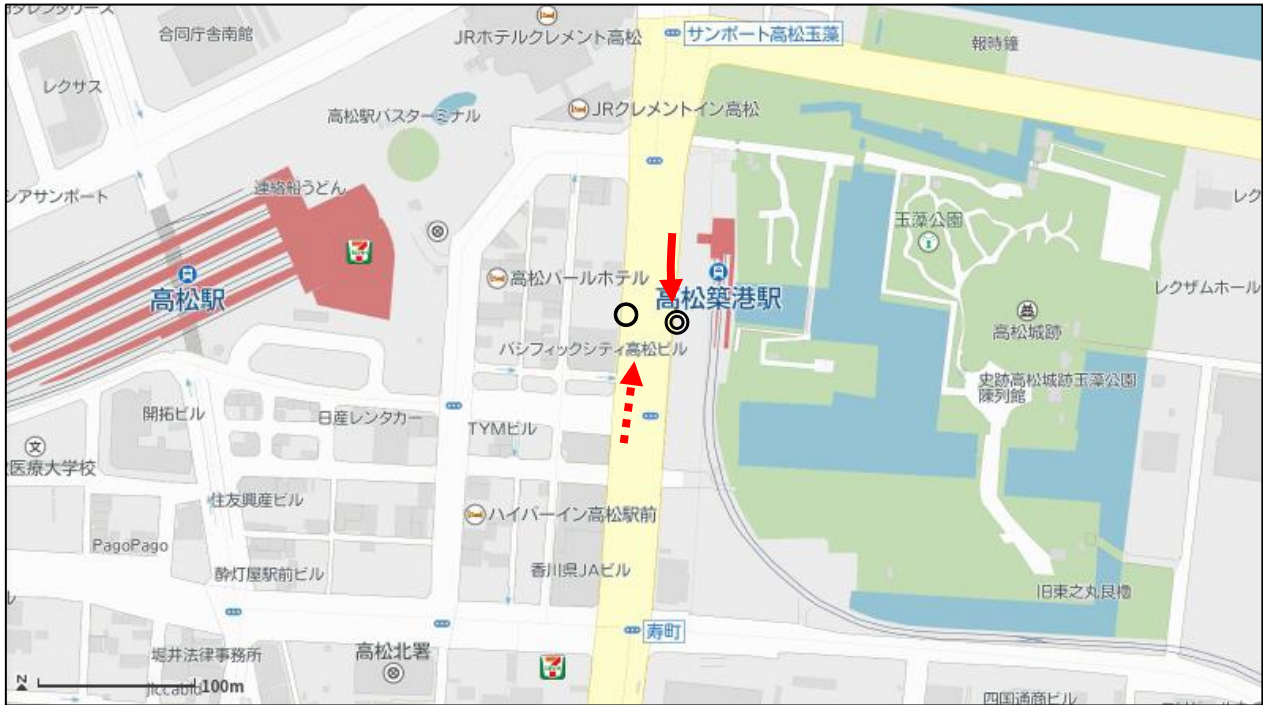 タレンタリース
合同庁舎南館
JRホテルクレメント高松
サンポート高松玉藻
報時鐘
レクサス
高松駅バスターミナル
JRクレメントイン高松
連絡船うどん
シアサンポート
玉藻公園
レク
高松駅
高松パールホテル
高松築港駅
レクザムホール
高松城跡
パシフィックシティ高松ビル
史跡高松城跡玉藻公園
陳列館
開拓ビル
日産レンタカー
TYMビル
文
医療大学校
住友興産ビル
ハイパーイン高松駅前
PagoPago
酔灯屋駅前ビル
香川県JAビル
旧東之丸艮櫓
ル
寿町
堀井法律事務所
高松北署
N
Jiccabio
100m
四国通商ビル